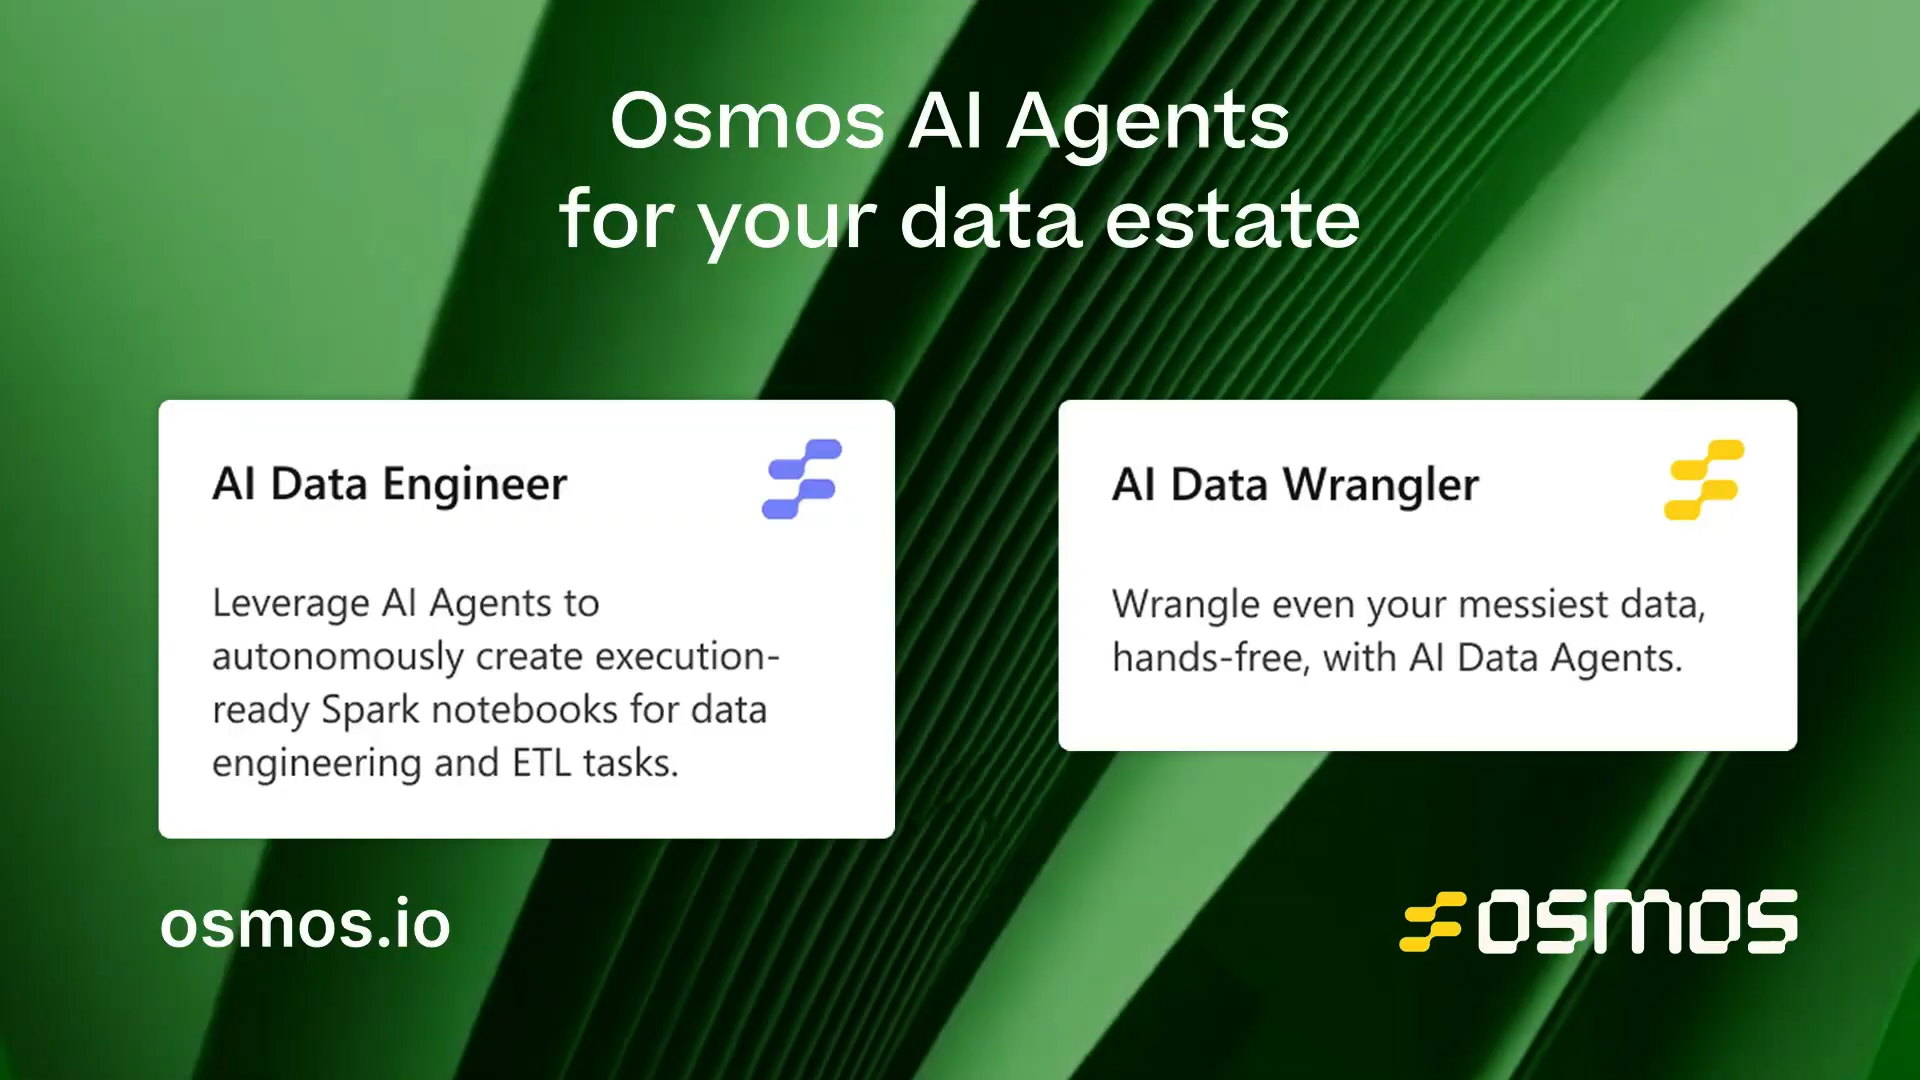 Osmos AI Agents
for your data estate
AI Data Engineer
Leverage AI Agents to
autonomously create execution-
ready Spark notebooks for data
engineering and ETL tasks.
AI Data Wrangler
Wrangle even your messiest data,
hands-free, with AI Data Agents.
osmos.io
osmos